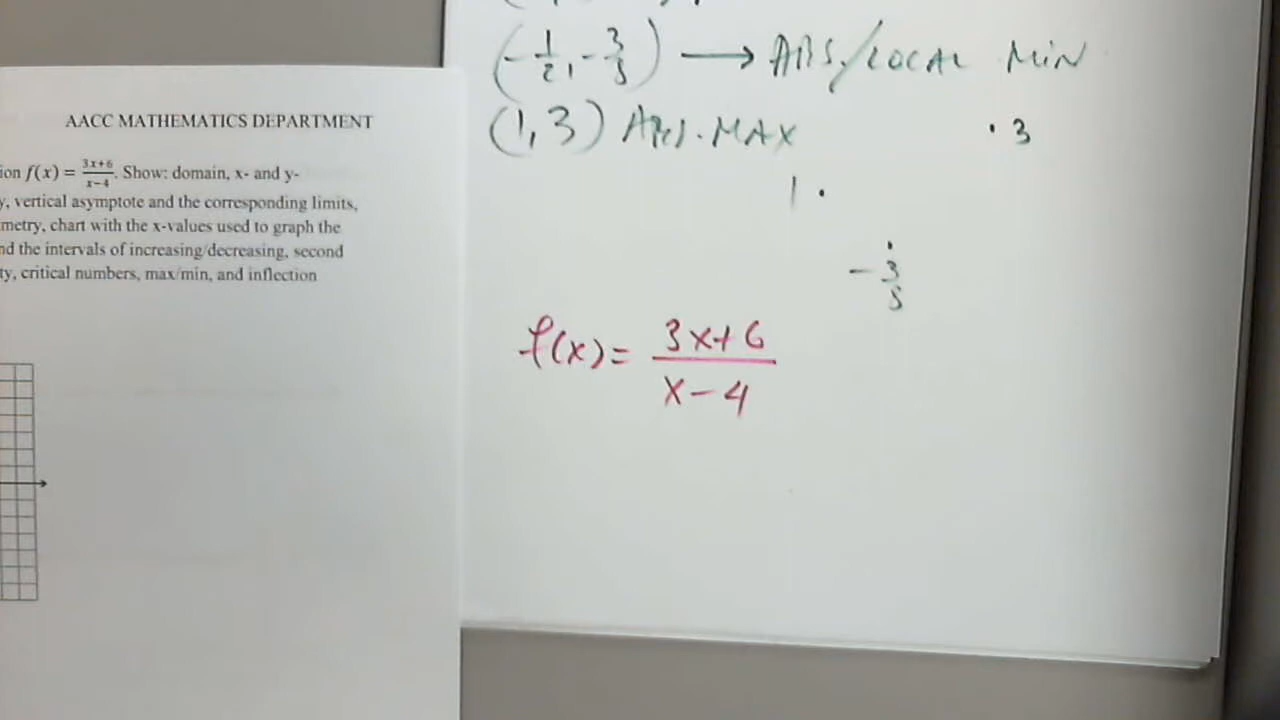 AACC MATHEMATICS DEPARTMENT
ion f(x) = 3x+6/x−4. Show: domain, x- and y-
y, vertical asymptote and the corresponding limits,
metry, chart with the x-values used to graph the
nd the intervals of increasing/decreasing, second
ty, critical numbers, max/min, and inflection
(-1/2, -3/5) → ABS./LOCAL MIN
(1,3) ABS. MAX
3
1
-3/5
f(x) = 3x+6/x-4